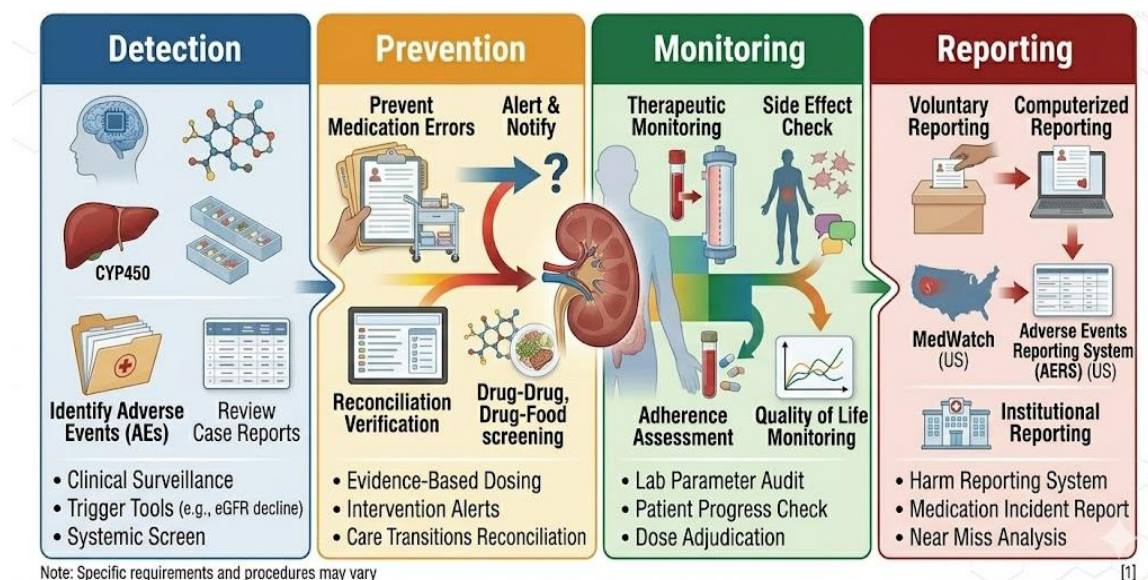 Detection
CYP450
Identify Adverse
Events (AEs)
Review
Case Reports
• Clinical Surveillance
• Trigger Tools (e.g., eGFR decline)
• Systemic Screen
Prevention
Prevent
Medication Errors
Alert &
Notify
?
Reconciliation
Verification
Drug-Drug,
Drug-Food
screening
• Evidence-Based Dosing
• Intervention Alerts
• Care Transitions Reconciliation
Monitoring
Therapeutic
Monitoring
Side Effect
Check
Adherence
Assessment
Quality of Life
Monitoring
• Lab Parameter Audit
• Patient Progress Check
• Dose Adjudication
Reporting
Voluntary
Reporting
Computerized
Reporting
MedWatch
(US)
Adverse Events
Reporting System
(AERS) (US)
Institutional
Reporting
• Harm Reporting System
• Medication Incident Report
• Near Miss Analysis
Note: Specific requirements and procedures may vary
[1]